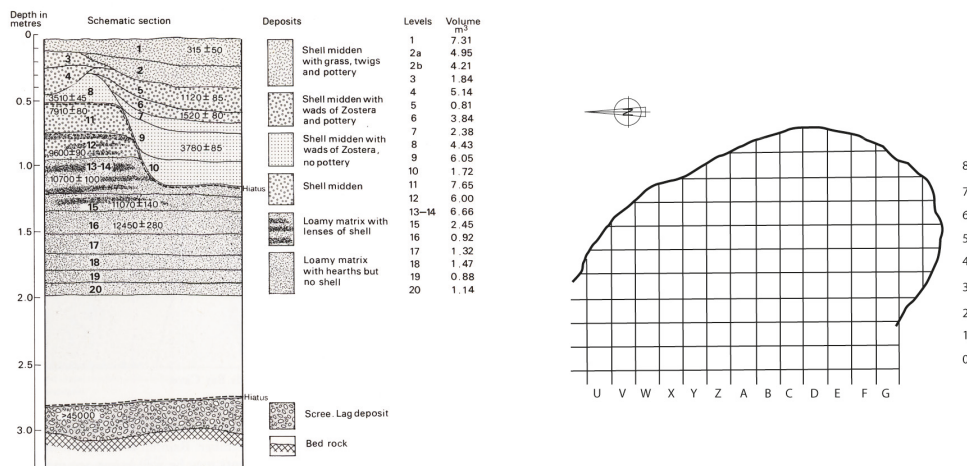 Depth in
metres
Schematic section
Deposits
Levels
Volume
m³
0
0.5
1.0
1.5
2.0
2.5
3.0
1
315 ± 50
3
2
4
5
1120 ± 85
8
6
3510 ± 45
7
1520 ± 80
7910 ± 80
11
9
3780 ± 85
12
9600 ± 90
13-14
10
10700 ± 100
Hiatus
11070 ± 140
15
16
12450 ± 280
17
18
19
20
Hiatus
>45000
Shell midden
with grass, twigs
and pottery
Shell midden with
wads of Zostera
and pottery
Shell midden with
wads of Zostera,
no pottery
Shell midden
Loamy matrix with
lenses of shell
Loamy matrix
with hearths but
no shell
Scree. Lag deposit
Bed rock
1 7.31
2a 4.95
2b 4.21
3 1.84
4 5.14
5 0.81
6 3.84
7 2.38
8 4.43
9 6.05
10 1.72
11 7.65
12 6.00
13–14 6.66
15 2.45
16 0.92
17 1.32
18 1.47
19 0.88
20 1.14
N
8
7
6
5
4
3
2
1
0
U V W X Y Z A B C D E F G